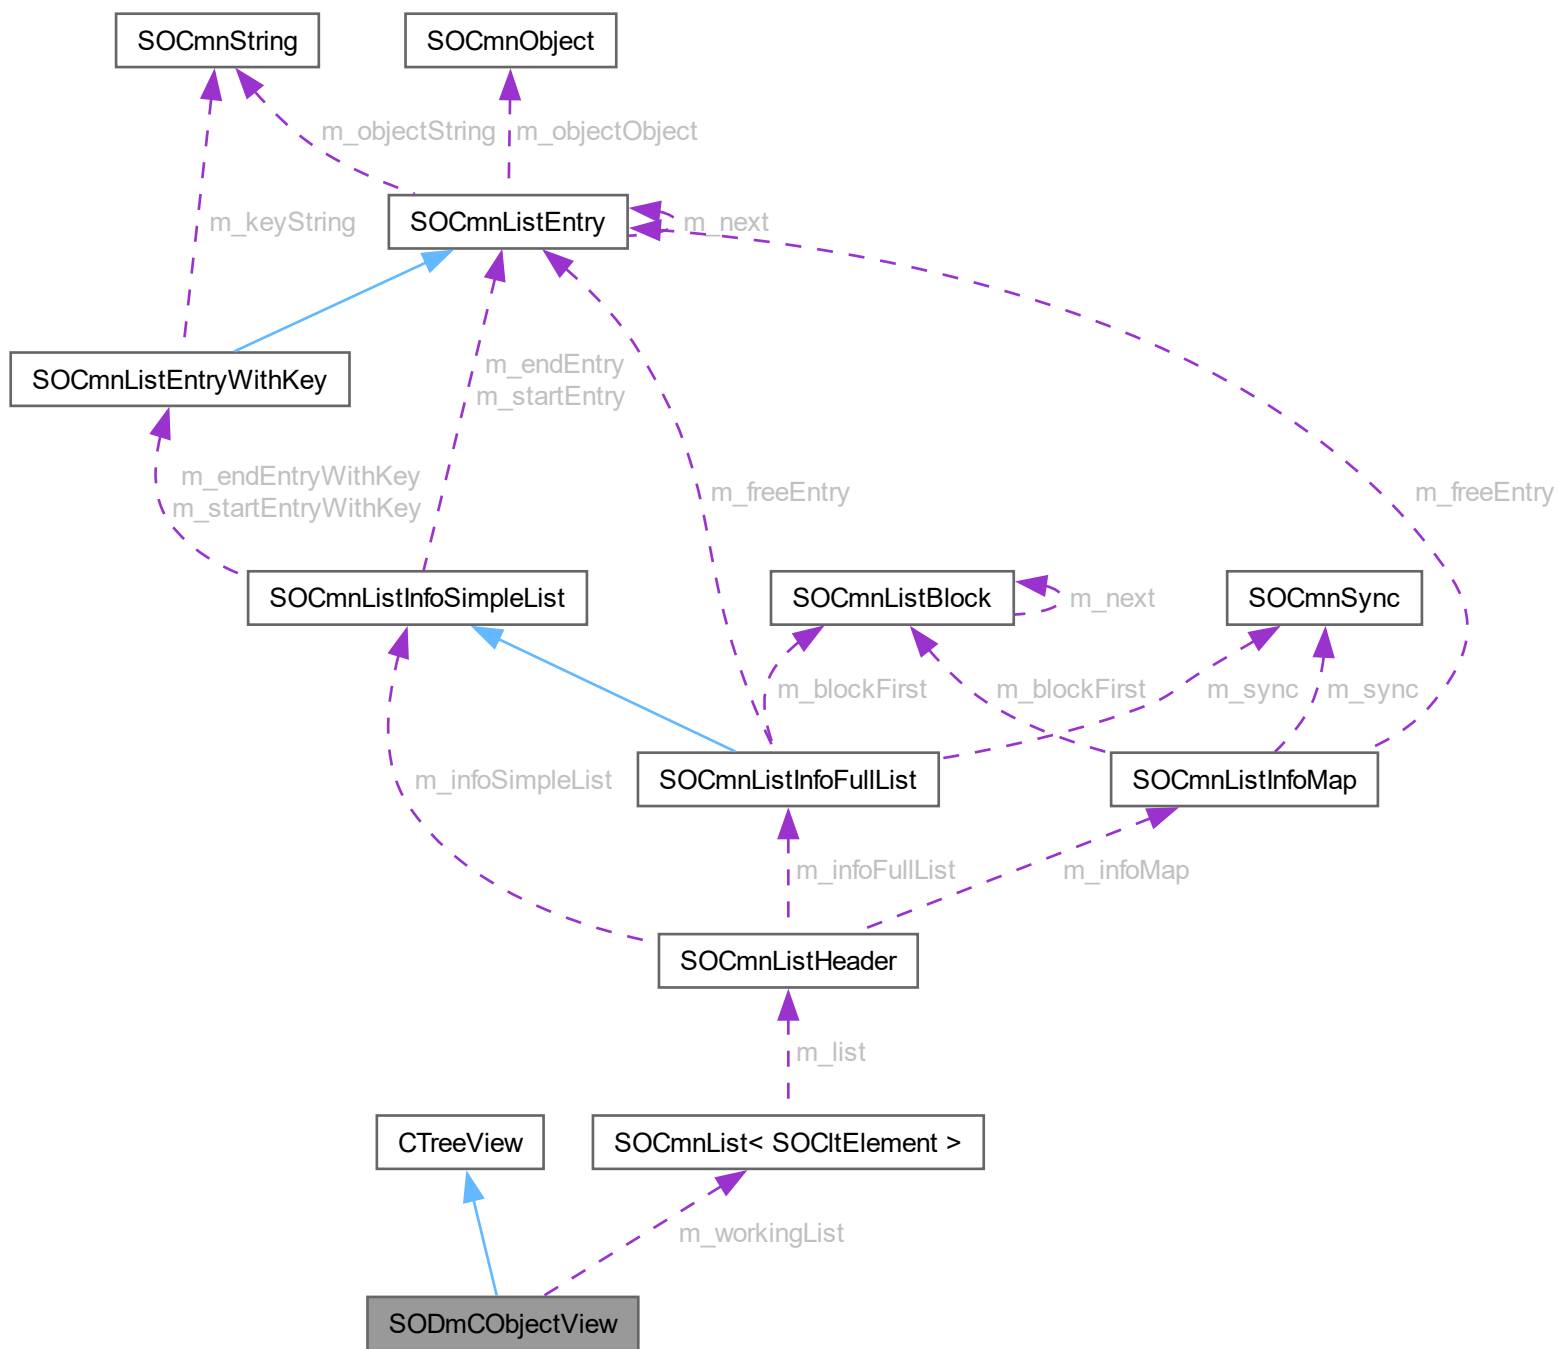 SOCmnString
SOCmnObject
m_objectString
m_objectObject
m_keyString
SOCmnListEntry
m_next
SOCmnListEntryWithKey
m_endEntry
m_startEntry
m_endEntryWithKey
m_startEntryWithKey
m_freeEntry
m_freeEntry
SOCmnListInfoSimpleList
SOCmnListBlock
m_next
SOCmnSync
m_blockFirst
m_blockFirst
m_sync
m_sync
m_infoSimpleList
SOCmnListInfoFullList
SOCmnListInfoMap
m_infoFullList
m_infoMap
SOCmnListHeader
m_list
CTreeView
SOCmnList< SOCltElement >
m_workingList
SODmCObjectView